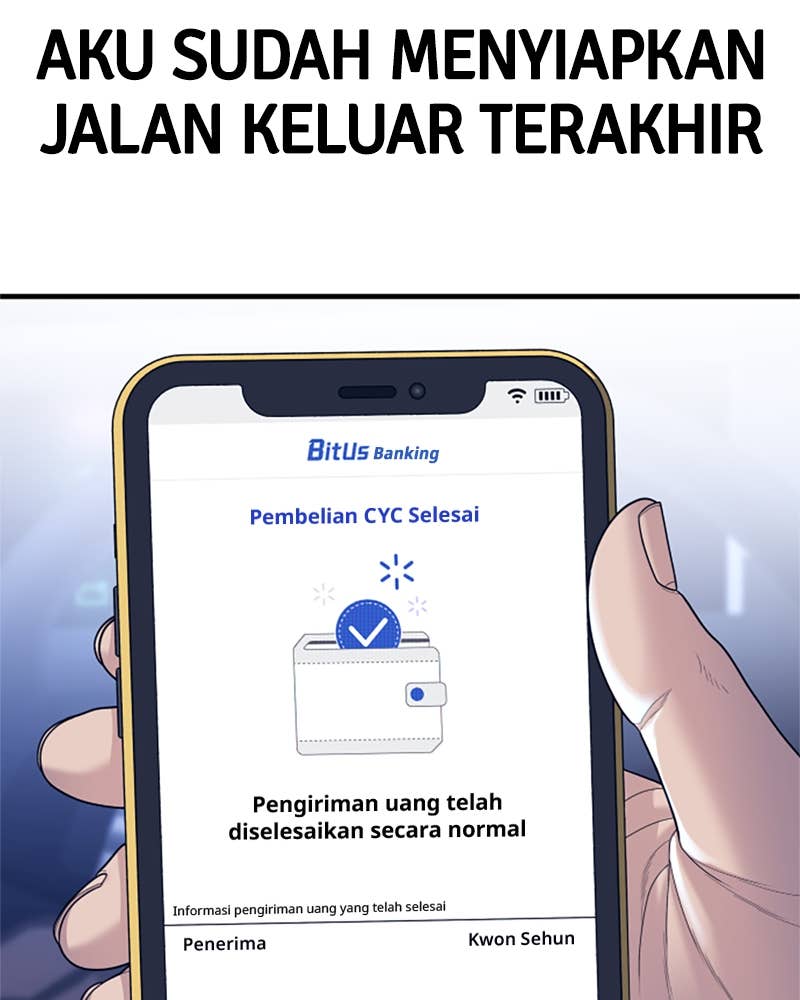 AKU SUDAH MENYIAPKAN
JALAN KELUAR TERAKHIR
BitUs Banking
Pembelian CYC Selesai
Pengiriman uang telah
diselesaikan secara normal
Informasi pengiriman uang yang telah selesai
Penerima Kwon Sehun